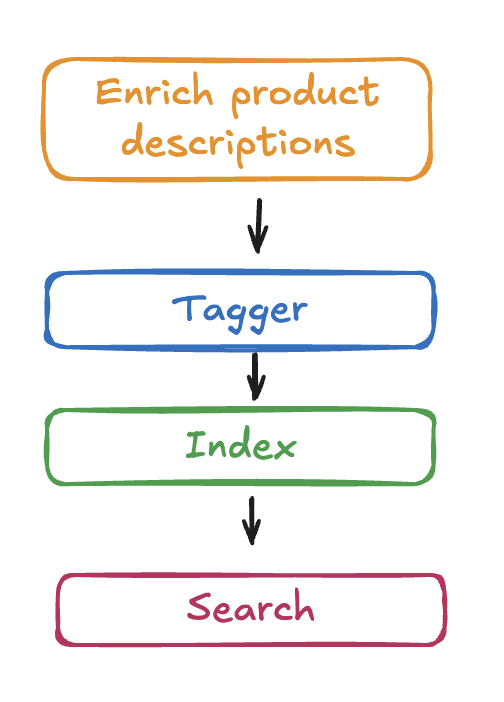 Enrich product
descriptions
Tagger
Index
Search